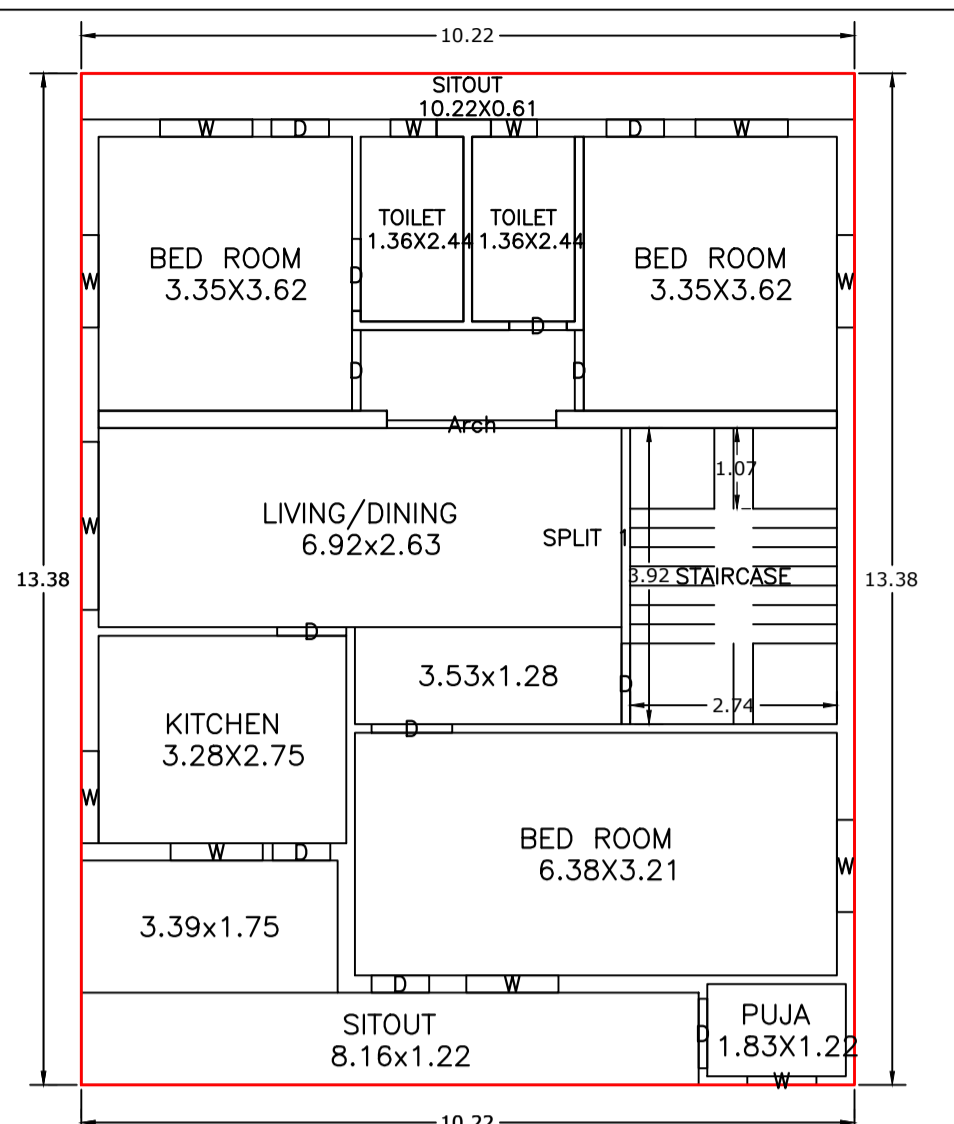 10.22
SITOUT
10.22X0.61
W D W W D W
TOILET
1.36X2.44
TOILET
1.36X2.44
BED ROOM
3.35X3.62
BED ROOM
3.35X3.62
W D W
D
D D
Arch
1.07
LIVING/DINING
6.92x2.63
SPLIT 1
W
13.38
3.92 STAIRCASE
13.38
D
3.53x1.28
D
2.74
KITCHEN
3.28X2.75
D
W
BED ROOM
6.38X3.21
W D
W
3.39x1.75
D W
SITOUT
8.16x1.22
PUJA
1.83X1.22
D
W
10.22